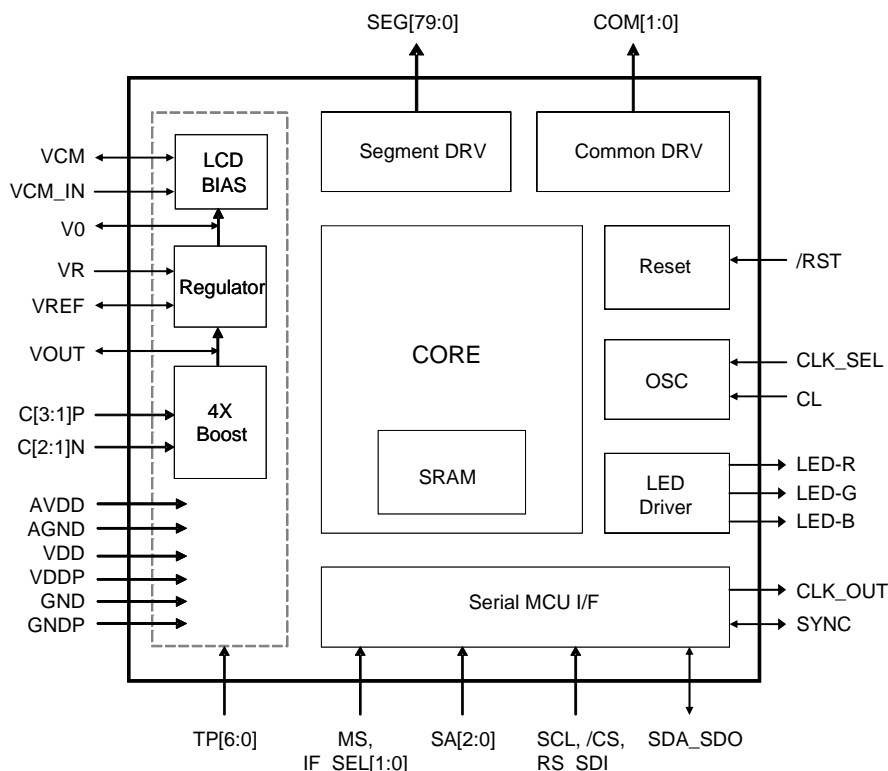 SEG[79:0]
COM[1:0]
VCM
VCM_IN
V0
VR
VREF
VOUT
C[3:1]P
C[2:1]N
AVDD
AGND
VDD
VDDP
GND
GNDP
LCD
BIAS
Regulator
4X
Boost
Segment DRV
Common DRV
CORE
SRAM
Reset
OSC
LED
Driver
Serial MCU I/F
/RST
CLK_SEL
CL
LED-R
LED-G
LED-B
CLK_OUT
SYNC
TP[6:0]
MS,
IF_SEL[1:0]
SA[2:0]
SCL, /CS,
RS_SDI
SDA_SDO